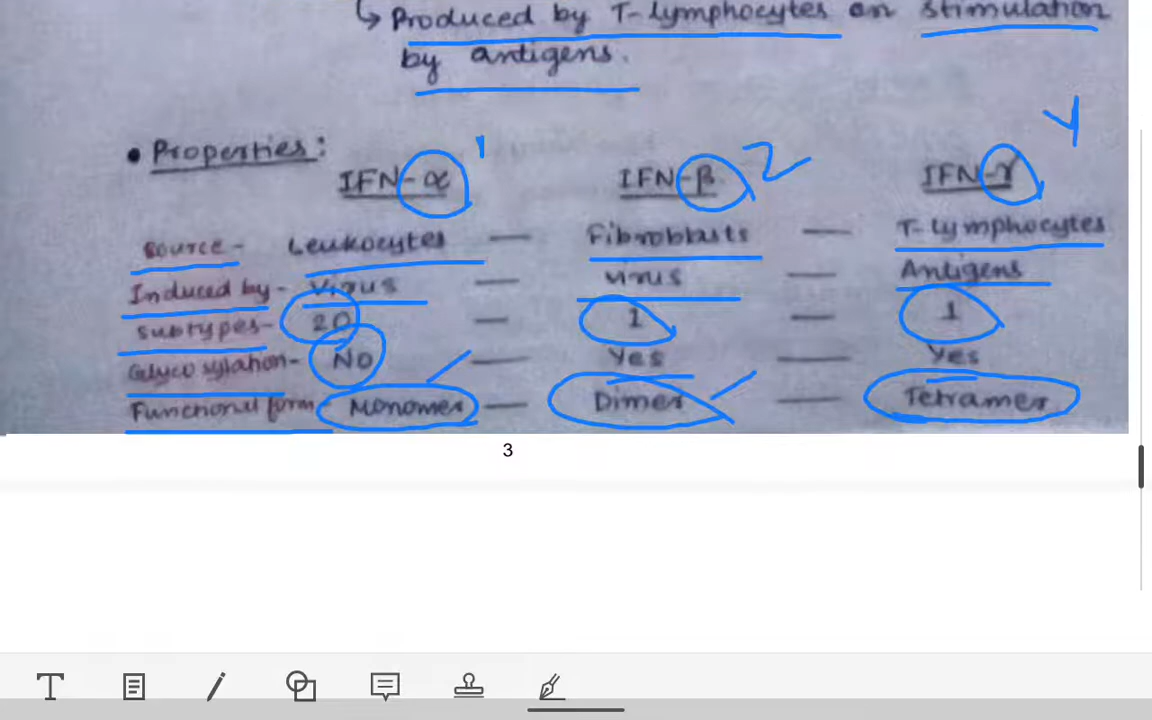 ↳ Produced by T-lymphocytes on stimulation
by antigens.
• Properties:
IFN-α 1 IFN-β 2 IFN-γ 4
Source - Leukocytes — Fibroblasts — T-Lymphocytes
Induced by - Virus — Virus — Antigens
Subtypes- 20 — 1 — 1
Glycosylation- No — Yes — Yes
Functional form Monomer — Dimer — Tetramer
3
T